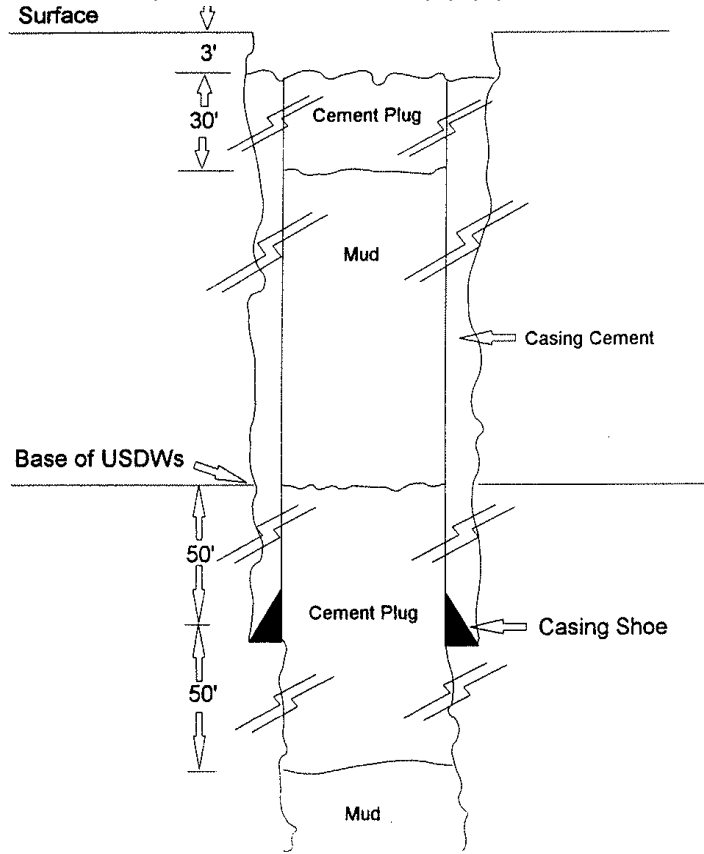 Surface
3'
30'
Cement Plug
Mud
Casing Cement
Base of USDWs
50'
Cement Plug
Casing Shoe
50'
Mud